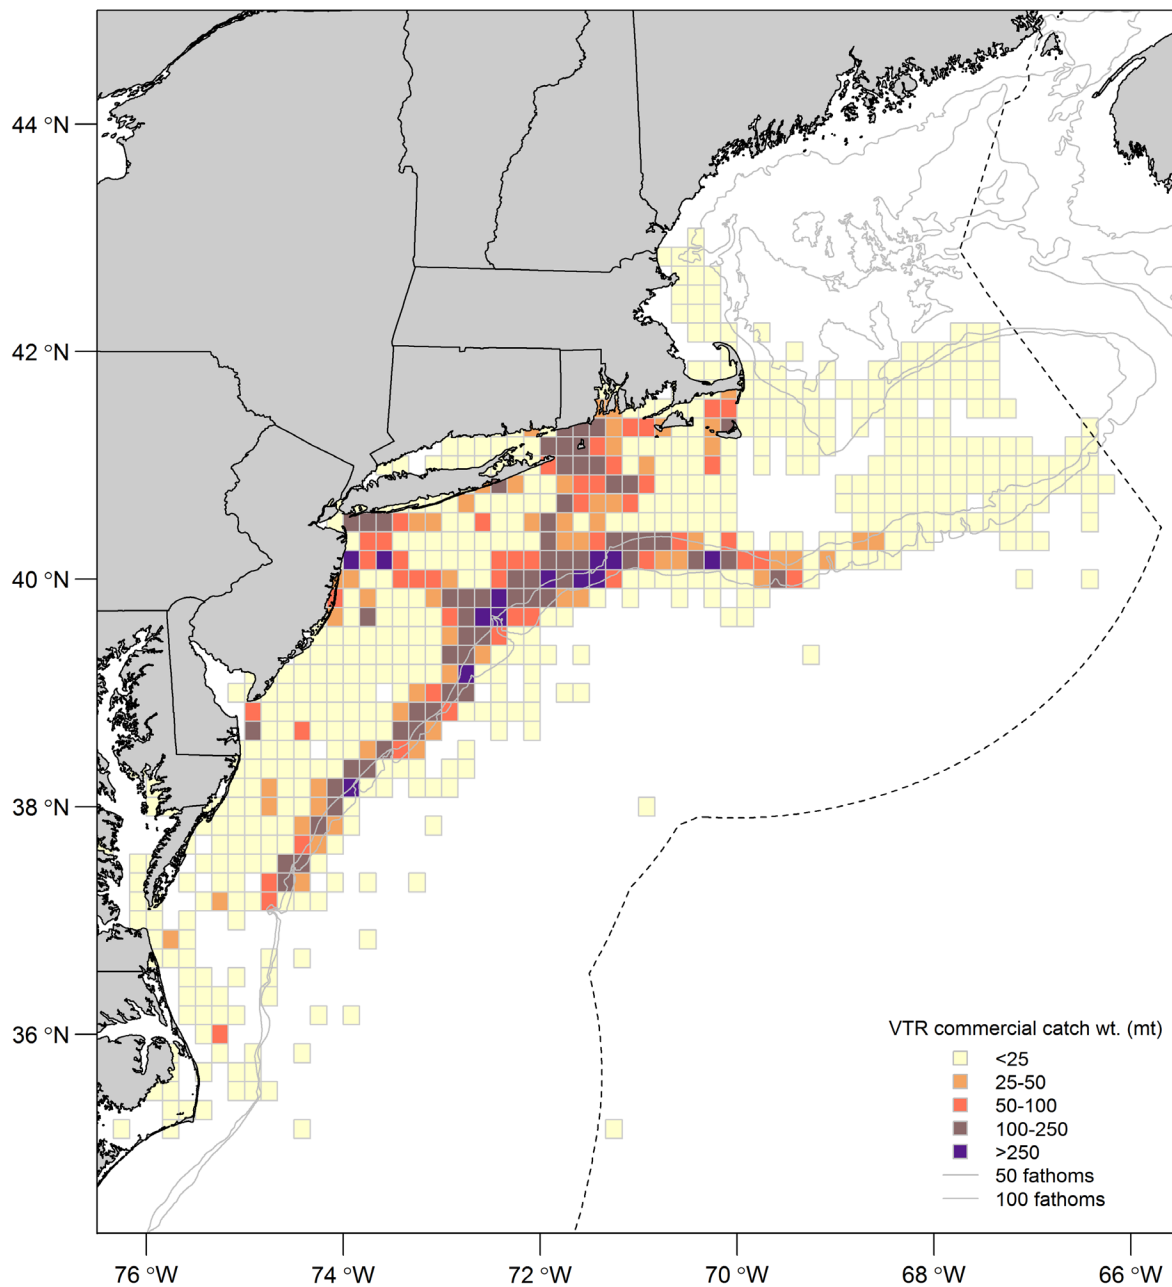 44 °N
42 °N
40 °N
38 °N
36 °N
VTR commercial catch wt. (mt)
<25
25-50
50-100
100-250
>250
50 fathoms
100 fathoms
76 °W
74 °W
72 °W
70 °W
68 °W
66 °W